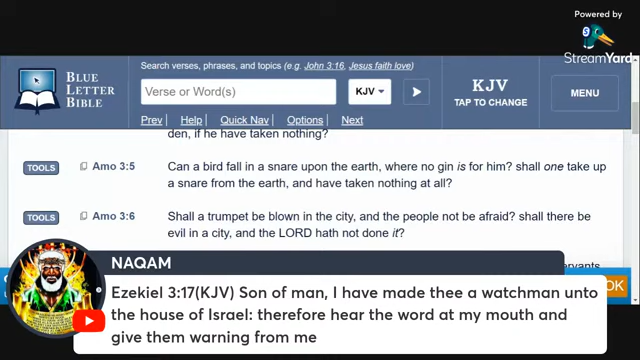 Powered by
StreamYard
BLUE
LETTER
BIBLE
Search verses, phrases, and topics (e.g. John 3:16, Jesus faith love)
Verse or Word(s)
KJV
KJV
TAP TO CHANGE
MENU
Prev | Help | Quick Nav | Options | Next
den, if he have taken nothing?
TOOLS Amo 3:5 Can a bird fall in a snare upon the earth, where no gin is for him? shall one take up
a snare from the earth, and have taken nothing at all?
TOOLS Amo 3:6 Shall a trumpet be blown in the city, and the people not be afraid? shall there be
evil in a city, and the LORD hath not done it?
NAQAM
Ezekiel 3:17(KJV) Son of man, I have made thee a watchman unto
the house of Israel: therefore hear the word at my mouth and
give them warning from me